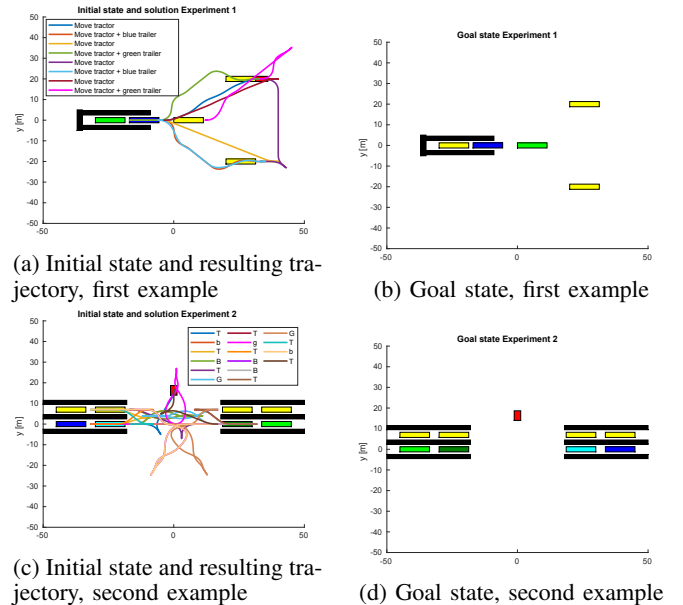 Initial state and solution Experiment 1
50
40
30
20
10
0
-10
-20
-30
-40
-50
y [m]
Move tractor
Move tractor + blue trailer
Move tractor
Move tractor + green trailer
Move tractor
Move tractor + blue trailer
Move tractor
Move tractor + green trailer
-50 0 50
Goal state Experiment 1
50
40
30
20
10
0
-10
-20
-30
-40
-50
y [m]
-50 0 50
(a) Initial state and resulting tra-
jectory, first example
(b) Goal state, first example
Initial state and solution Experiment 2
50
40
30
20
10
0
-10
-20
-30
-40
-50
y [m]
T T G
b g T
T T b
B B T
T B
G T
-50 0 50
Goal state Experiment 2
50
40
30
20
10
0
-10
-20
-30
-40
-50
y [m]
-50 0 50
(c) Initial state and resulting tra-
jectory, second example
(d) Goal state, second example